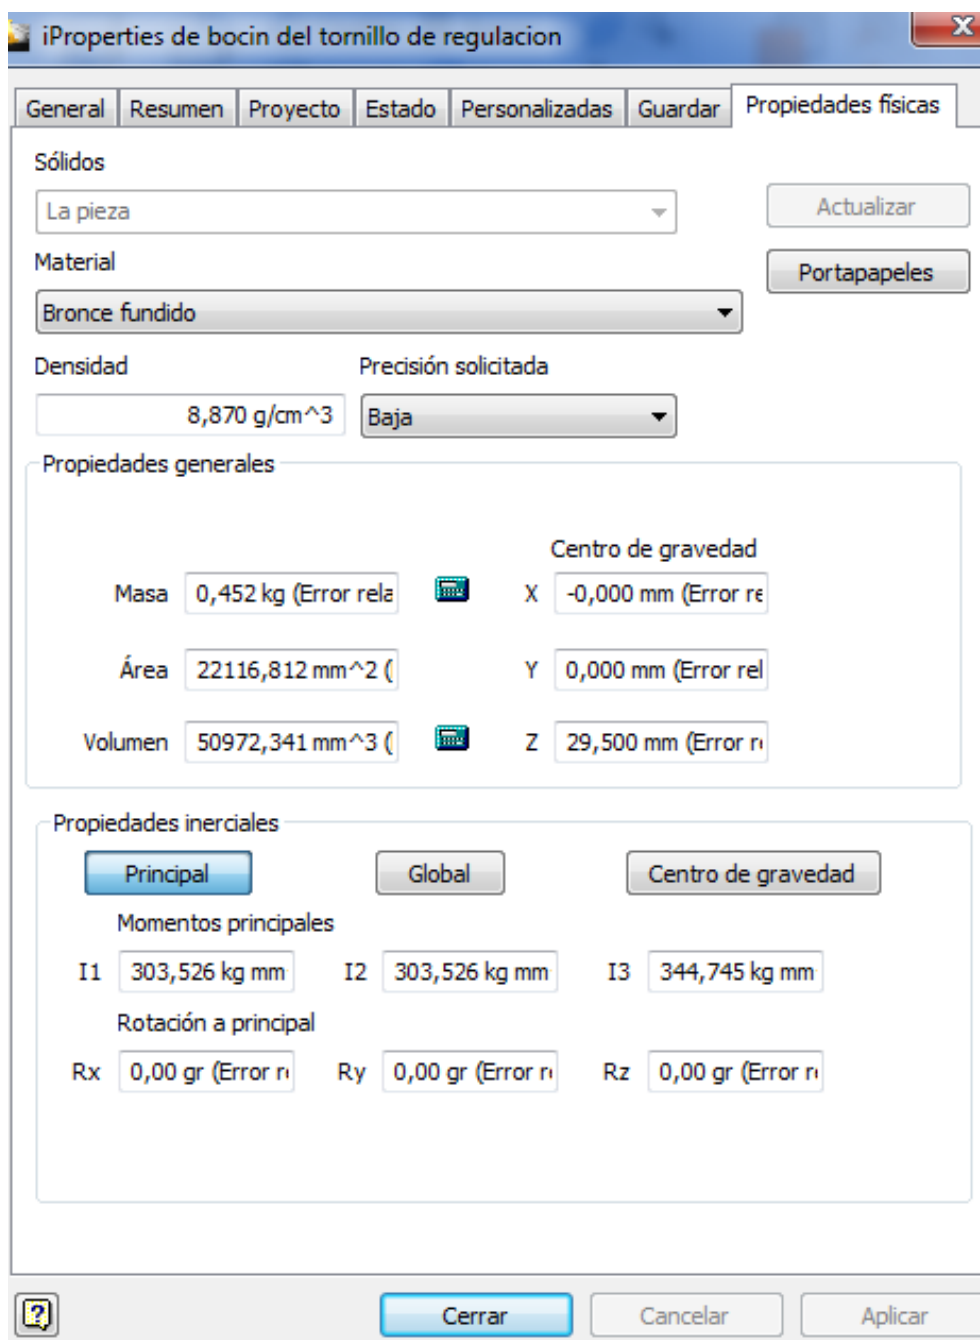 iProperties de bocin del tornillo de regulacion
General Resumen Proyecto Estado Personalizadas Guardar Propiedades físicas
Sólidos
La pieza
Actualizar
Material
Portapapeles
Bronce fundido
Densidad Precisión solicitada
8,870 g/cm^3 Baja
Propiedades generales
Centro de gravedad
Masa 0,452 kg (Error rela X -0,000 mm (Error re
Área 22116,812 mm^2 ( Y 0,000 mm (Error rel
Volumen 50972,341 mm^3 ( Z 29,500 mm (Error r
Propiedades inerciales
Principal Global Centro de gravedad
Momentos principales
I1 303,526 kg mm I2 303,526 kg mm I3 344,745 kg mm
Rotación a principal
Rx 0,00 gr (Error r Ry 0,00 gr (Error r Rz 0,00 gr (Error r
Cerrar Cancelar Aplicar